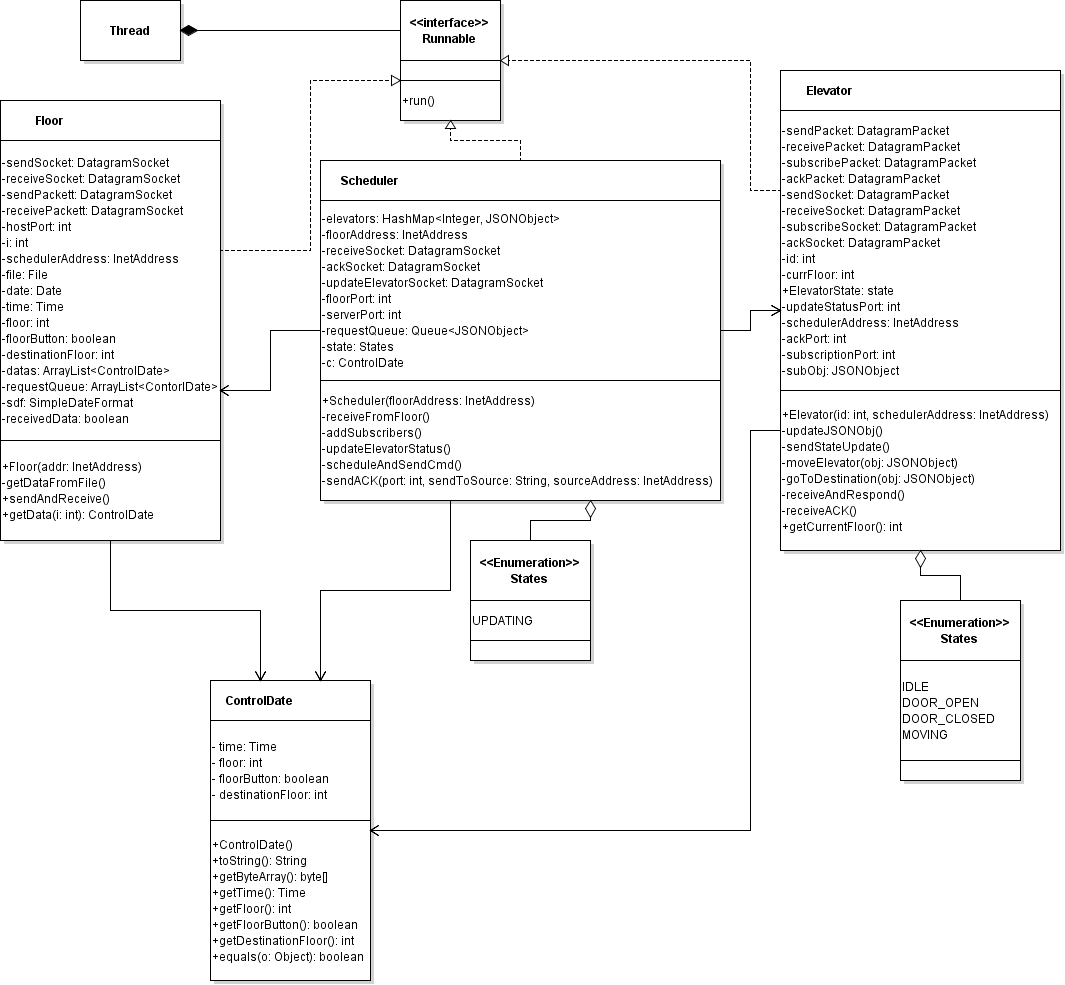 Thread
<<interface>>
Runnable
+run()
Floor
-sendSocket: DatagramSocket
-receiveSocket: DatagramSocket
-sendPackett: DatagramSocket
-receivePackett: DatagramSocket
-hostPort: int
-i: int
-schedulerAddress: InetAddress
-file: File
-date: Date
-time: Time
-floor: int
-floorButton: boolean
-destinationFloor: int
-datas: ArrayList<ControlDate>
-requestQueue: ArrayList<ContorlDate>
-sdf: SimpleDateFormat
-receivedData: boolean
+Floor(addr: InetAddress)
-getDataFromFile()
+sendAndReceive()
+getData(i: int): ControlDate
Scheduler
-elevators: HashMap<Integer, JSONObject>
-floorAddress: InetAddress
-receiveSocket: DatagramSocket
-ackSocket: DatagramSocket
-updateElevatorSocket: DatagramSocket
-floorPort: int
-serverPort: int
-requestQueue: Queue<JSONObject>
-state: States
-c: ControlDate
+Scheduler(floorAddress: InetAddress)
-receiveFromFloor()
-addSubscribers()
-updateElevatorStatus()
-scheduleAndSendCmd()
-sendACK(port: int, sendToSource: String, sourceAddress: InetAddress)
Elevator
-sendPacket: DatagramPacket
-receivePacket: DatagramPacket
-subscribePacket: DatagramPacket
-ackPacket: DatagramPacket
-sendSocket: DatagramPacket
-receiveSocket: DatagramPacket
-subscribeSocket: DatagramPacket
-ackSocket: DatagramPacket
-id: int
-currFloor: int
+ElevatorState: state
-updateStatusPort: int
-schedulerAddress: InetAddress
-ackPort: int
-subscriptionPort: int
-subObj: JSONObject
+Elevator(id: int, schedulerAddress: InetAddress)
-updateJSONObj()
-sendStateUpdate()
-moveElevator(obj: JSONObject)
-goToDestination(obj: JSONObject)
-receiveAndRespond()
-receiveACK()
+getCurrentFloor(): int
<<Enumeration>>
States
UPDATING
<<Enumeration>>
States
IDLE
DOOR_OPEN
DOOR_CLOSED
MOVING
ControlDate
- time: Time
- floor: int
- floorButton: boolean
- destinationFloor: int
+ControlDate()
+toString(): String
+getByteArray(): byte[]
+getTime(): Time
+getFloor(): int
+getFloorButton(): boolean
+getDestinationFloor(): int
+equals(o: Object): boolean